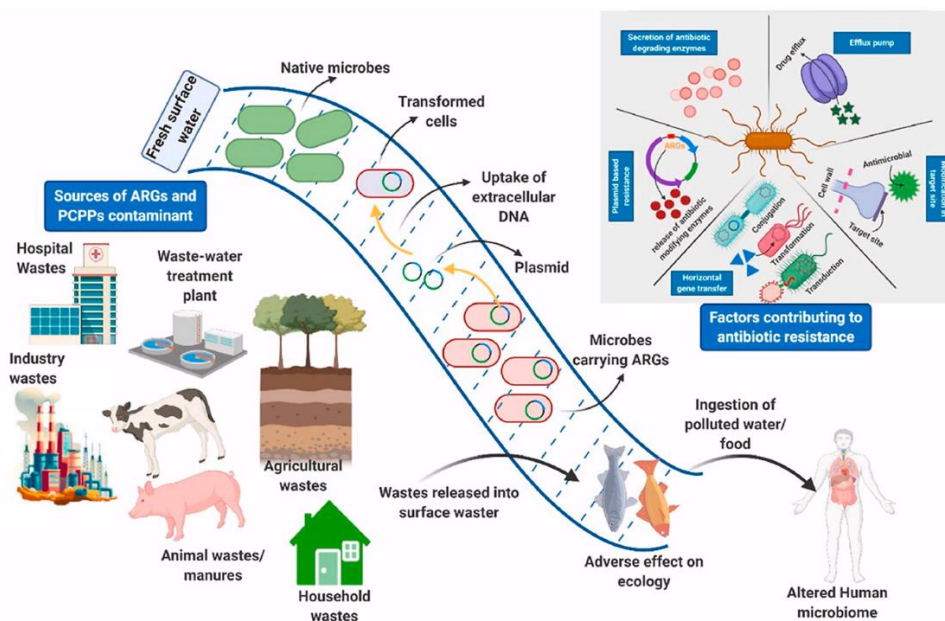 Fresh surface
water
Native microbes
Transformed
cells
Uptake of
extracellular
DNA
Plasmid
Microbes
carrying ARGs
Sources of ARGs and
PCPPs contaminant
Hospital
Wastes
Waste-water
treatment
plant
Industry
wastes
Agricultural
wastes
Animal wastes/
manures
Household
wastes
Wastes released into
surface waster
Adverse effect on
ecology
Ingestion of
polluted water/
food
Altered Human
microbiome
Secretion of antibiotic
degrading enzymes
Efflux pump
Drug efflux
Plasmid based
resistance
ARGs
release of antibiotic
modifying enzymes
Horizontal
gene transfer
Conjugation
Transformation
Transduction
Cell wall
Antimicrobial
Target site
target site
Factors contributing to
antibiotic resistance